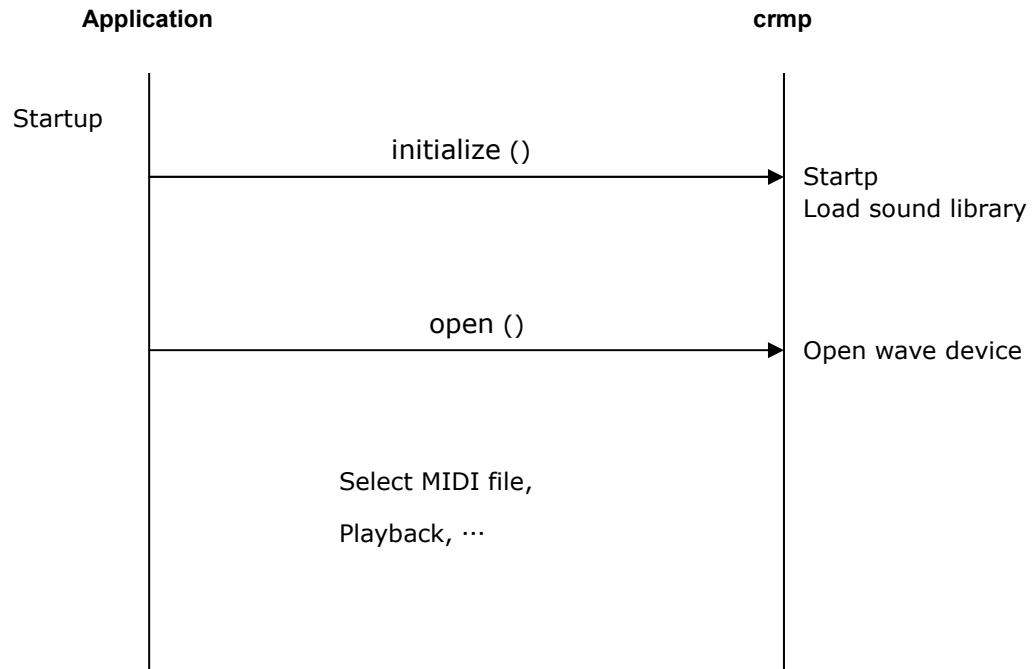 Application
crmp
Startup
initialize ()
Startp
Load sound library
open ()
Open wave device
Select MIDI file,
Playback, ···